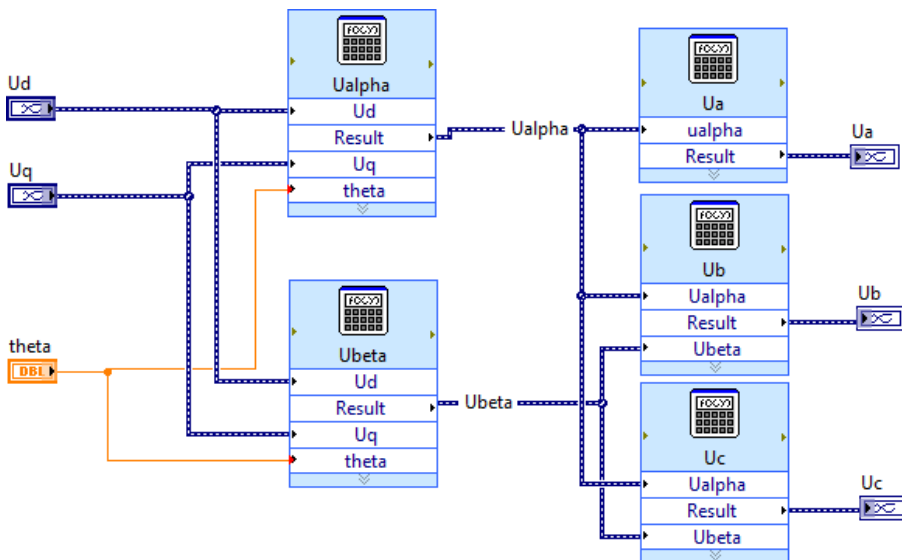 Ud
Uq
theta
DBL
f(x,y)
Ualpha
Ud
Result
Uq
theta
f(x,y)
Ubeta
Ud
Result
Uq
theta
Ualpha
Ubeta
f(x,y)
Ua
ualpha
Result
Ua
f(x,y)
Ub
Ualpha
Result
Ubeta
Ub
f(x,y)
Uc
Ualpha
Result
Ubeta
Uc